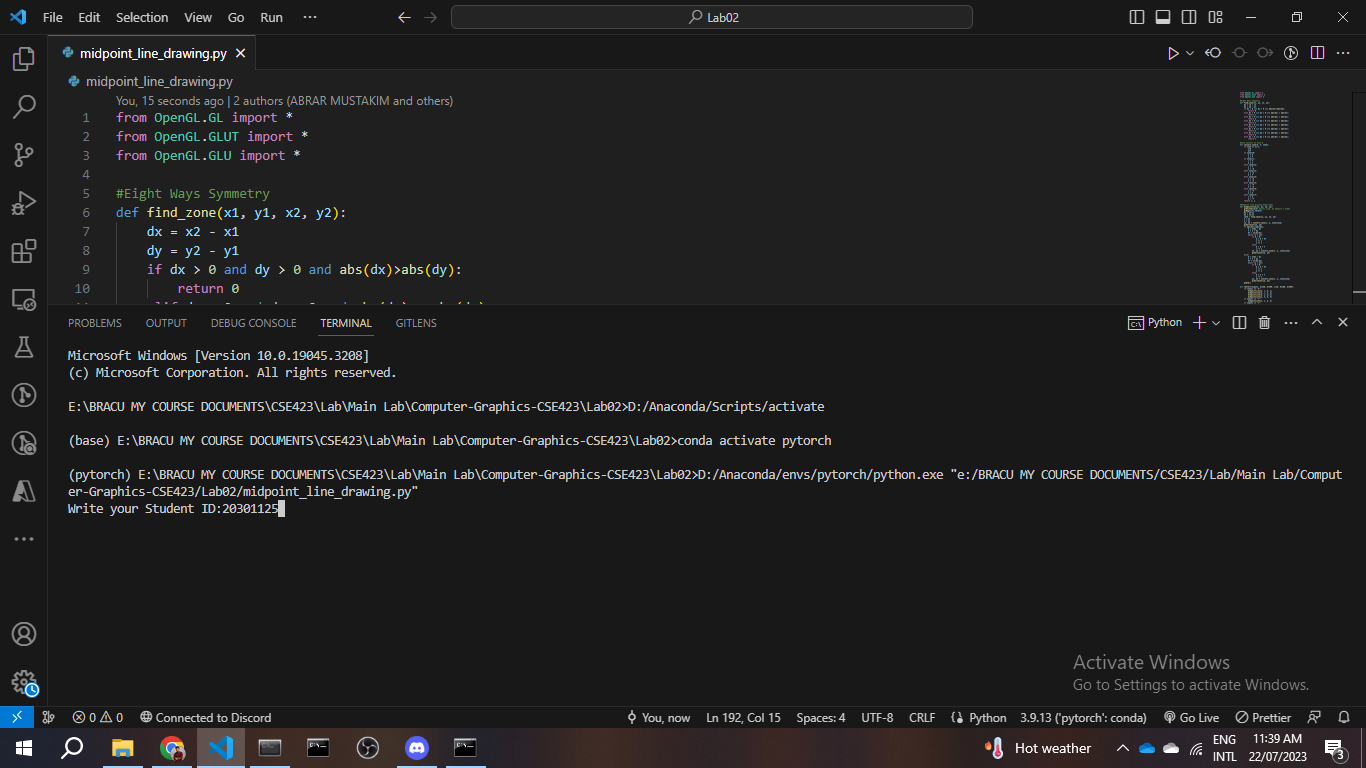 File Edit Selection View Go Run ··· Lab02
midpoint_line_drawing.py
midpoint_line_drawing.py
You, 15 seconds ago | 2 authors (ABRAR MUSTAKIM and others)
1 from OpenGL.GL import *
2 from OpenGL.GLUT import *
3 from OpenGL.GLU import *
4
5 #Eight Ways Symmetry
6 def find_zone(x1, y1, x2, y2):
7 dx = x2 - x1
8 dy = y2 - y1
9 if dx > 0 and dy > 0 and abs(dx)>abs(dy):
10 return 0
PROBLEMS OUTPUT DEBUG CONSOLE TERMINAL GITLENS Python
Microsoft Windows [Version 10.0.19045.3208]
(c) Microsoft Corporation. All rights reserved.
E:\BRACU MY COURSE DOCUMENTS\CSE423\Lab\Main Lab\Computer-Graphics-CSE423\Lab02>D:/Anaconda/Scripts/activate
(base) E:\BRACU MY COURSE DOCUMENTS\CSE423\Lab\Main Lab\Computer-Graphics-CSE423\Lab02>conda activate pytorch
(pytorch) E:\BRACU MY COURSE DOCUMENTS\CSE423\Lab\Main Lab\Computer-Graphics-CSE423\Lab02>D:/Anaconda/envs/pytorch/python.exe "e:/BRACU MY COURSE DOCUMENTS/CSE423/Lab/Main Lab/Comput
er-Graphics-CSE423/Lab02/midpoint_line_drawing.py"
Write your Student ID:20301125
Activate Windows
Go to Settings to activate Windows.
0 0 Connected to Discord You, now Ln 192, Col 15 Spaces: 4 UTF-8 CRLF Python 3.9.13 ('pytorch': conda) Go Live Prettier
Hot weather ENG 11:39 AM
INTL 22/07/2023 3